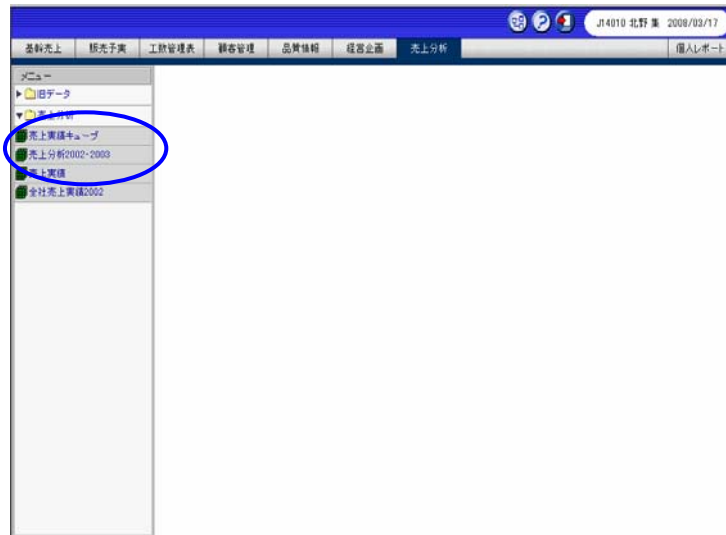 J14010 北野 集 2008/03/17
基幹売上 販売予実 工数管理表 顧客管理 品質情報 経営企画 売上分析 個人レポート
メニュー
旧データ
売上分析
売上実績キューブ
売上分析2002-2003
売上実績
全社売上実績2002